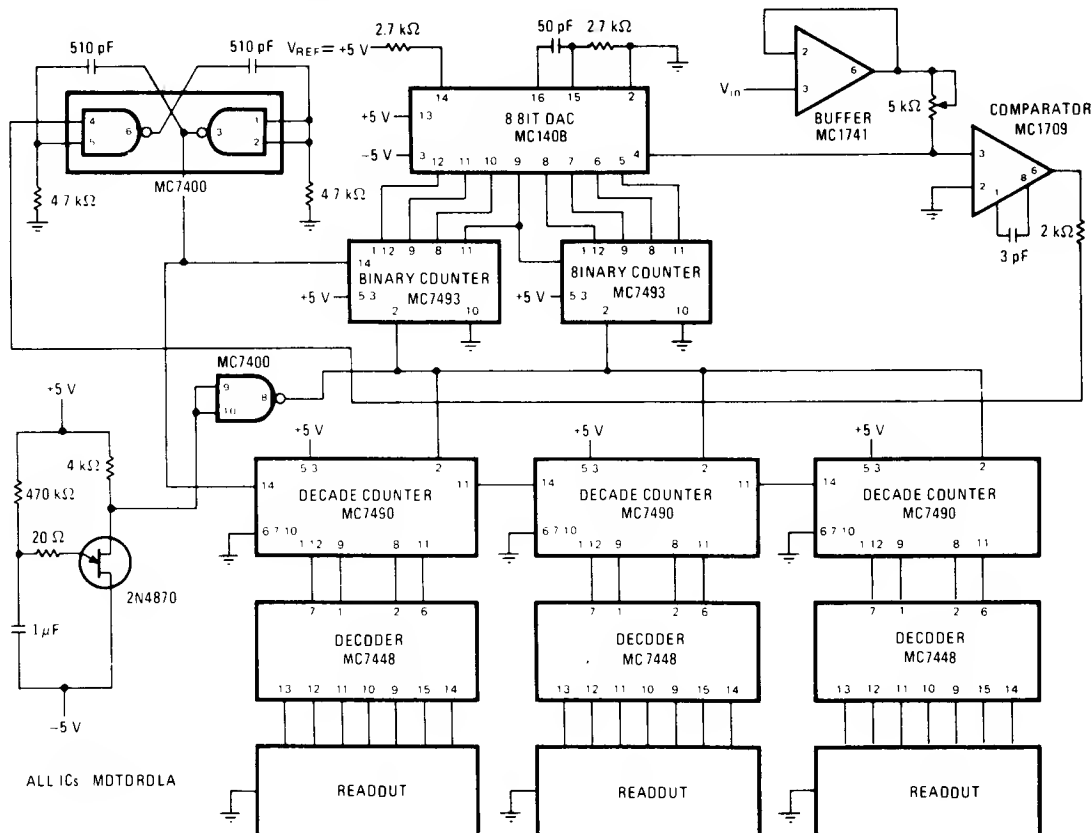 510 pF
510 pF
V_REF = +5 V
2.7 kΩ
50 pF
2.7 kΩ
14
16
15
2
2
3
6
V_in
BUFFER
MC1741
5 kΩ
COMPARATOR
MC1709
3
2
6
8
1
3 pF
2 kΩ
4
5
6
3
1
2
MC7400
4.7 kΩ
4.7 kΩ
+5 V
13
-5 V
3
8 BIT DAC
MC1408
4
12
11
10
9
8
7
6
5
1 12 9 8 11
14
BINARY COUNTER
MC7493
+5 V
5 3
2
10
1 12 9 8 11
BINARY COUNTER
MC7493
+5 V
5 3
2
10
MC7400
9
10
8
+5 V
4 kΩ
470 kΩ
20 Ω
2N4870
1 µF
-5 V
+5 V
5 3
2
14
11
DECADE COUNTER
MC7490
6 7 10
1 12 9 8 11
+5 V
5 3
2
14
11
DECADE COUNTER
MC7490
6 7 10
1 12 9 8 11
+5 V
5 3
2
14
DECADE COUNTER
MC7490
6 7 10
1 12 9 8 11
7 1 2 6
DECODER
MC7448
13 12 11 10 9 15 14
7 1 2 6
DECODER
MC7448
13 12 11 10 9 15 14
7 1 2 6
DECODER
MC7448
13 12 11 10 9 15 14
ALL ICs MOTOROLA
READOUT
READOUT
READOUT